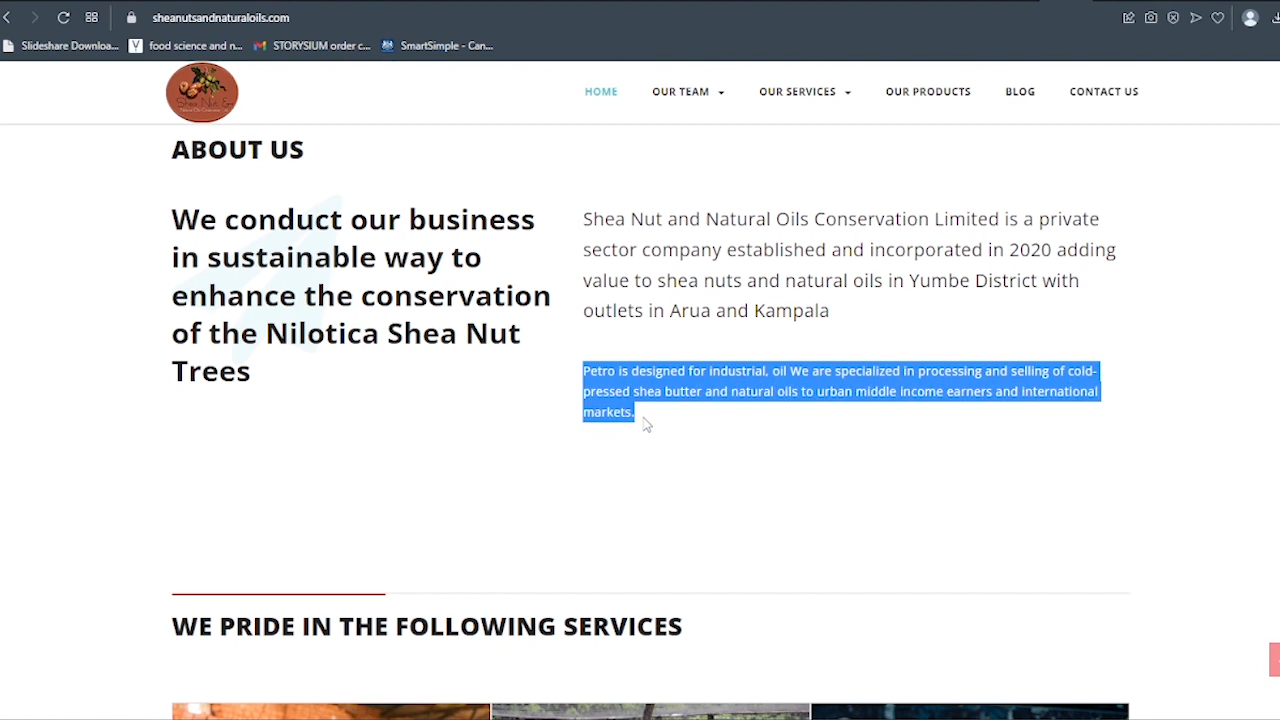 sheanutsandnaturaloils.com
Slideshare Downloa... food science and n... STORYSIUM order c... SmartSimple - Can...
Shea Nut &
HOME OUR TEAM OUR SERVICES OUR PRODUCTS BLOG CONTACT US
ABOUT US
We conduct our business
in sustainable way to
enhance the conservation
of the Nilotica Shea Nut
Trees
Shea Nut and Natural Oils Conservation Limited is a private
sector company established and incorporated in 2020 adding
value to shea nuts and natural oils in Yumbe District with
outlets in Arua and Kampala
Petro is designed for industrial, oil We are specialized in processing and selling of cold-
pressed shea butter and natural oils to urban middle income earners and international
markets.
WE PRIDE IN THE FOLLOWING SERVICES